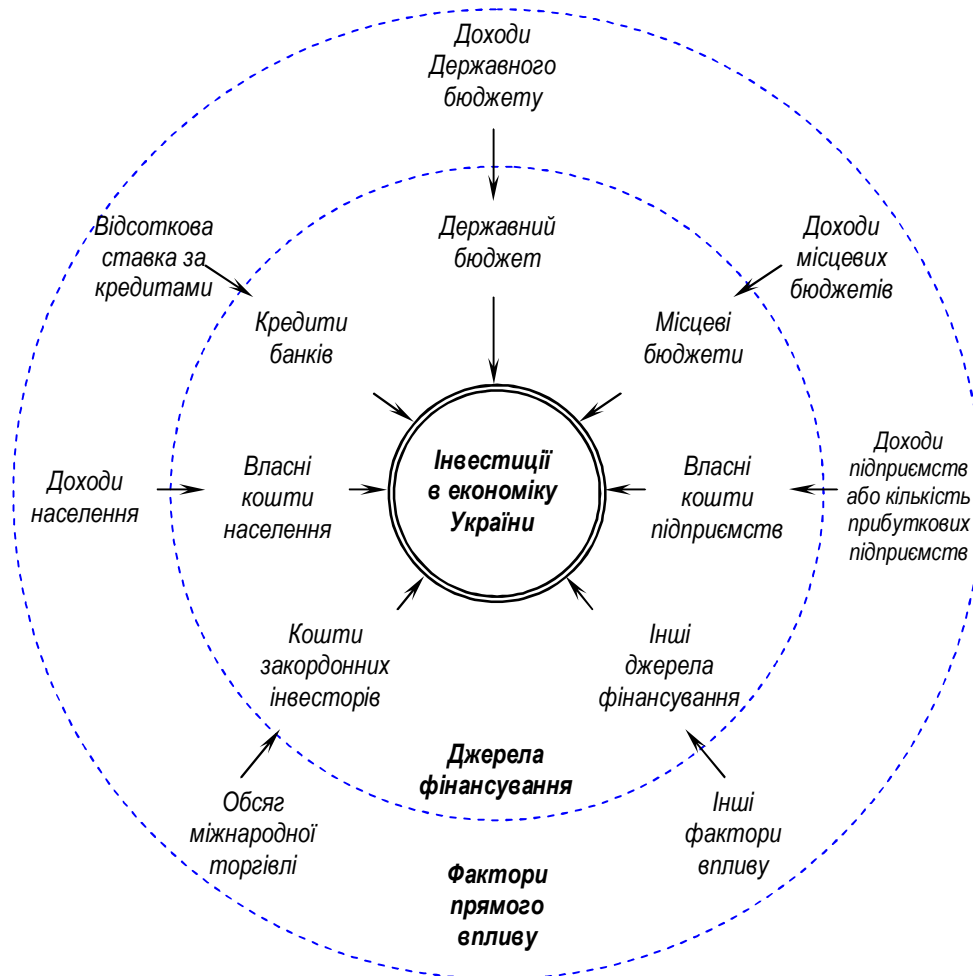 Доходи
Державного
бюджету
Відсоткова
ставка за
кредитами
Державний
бюджет
Доходи
місцевих
бюджетів
Кредити
банків
Місцеві
бюджети
Доходи
населення
Власні
кошти
населення
Інвестиції
в економіку
України
Власні
кошти
підприємств
Доходи
підприємств
або кількість
прибуткових
підприємств
Кошти
закордонних
інвесторів
Інші
джерела
фінансування
Джерела
фінансування
Обсяг
міжнародної
торгівлі
Інші
фактори
впливу
Фактори
прямого
впливу